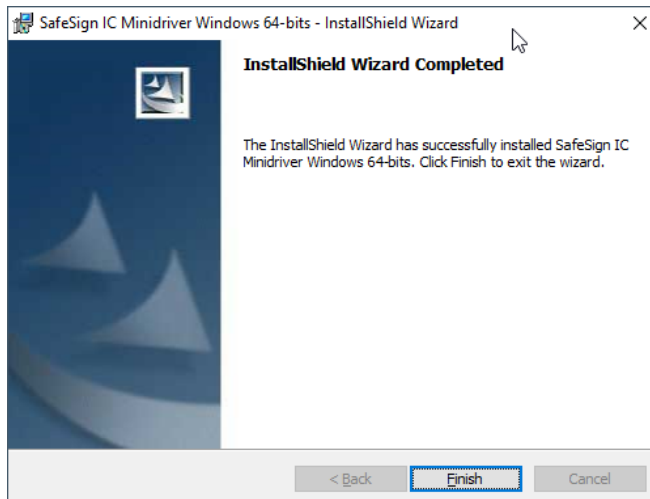 SafeSign IC Minidriver Windows 64-bits - InstallShield Wizard
InstallShield Wizard Completed
The InstallShield Wizard has successfully installed SafeSign IC
Minidriver Windows 64-bits. Click Finish to exit the wizard.
< Back
Finish
Cancel